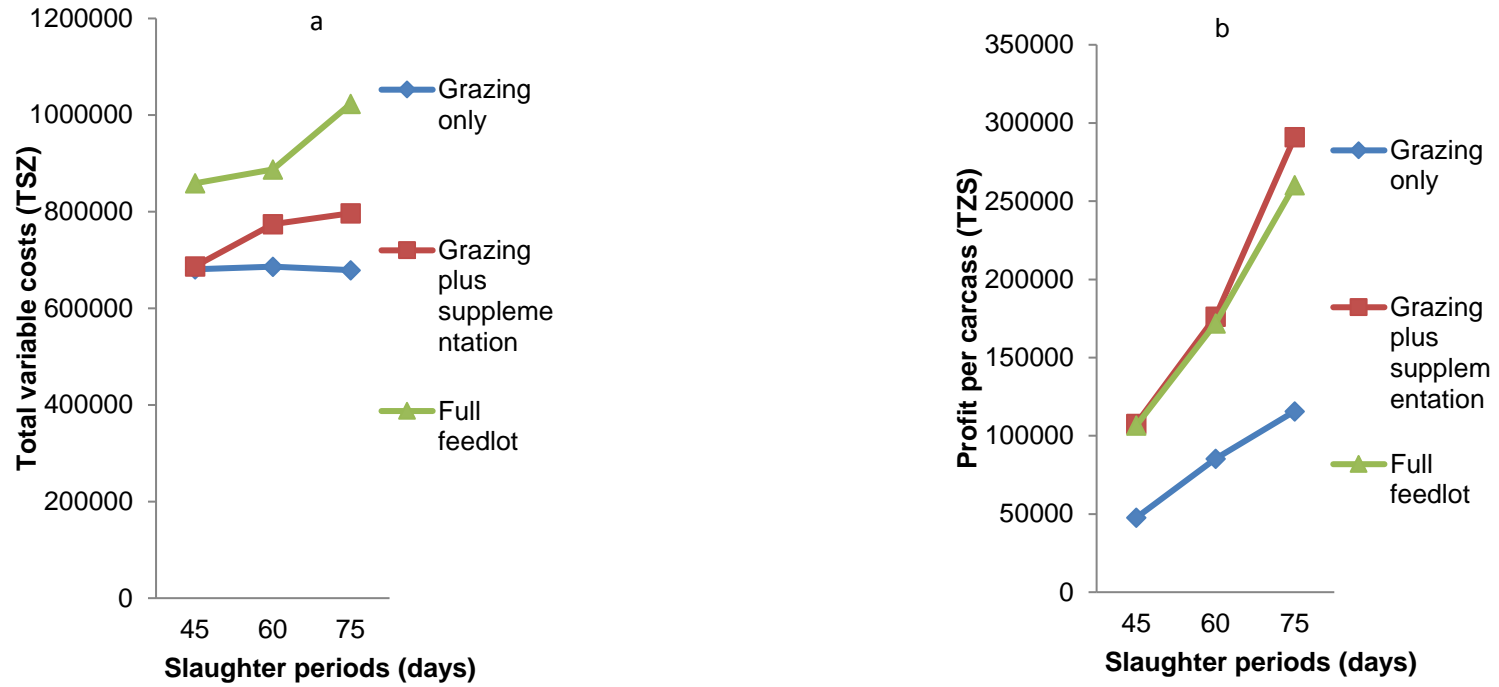 a
1200000
1000000
800000
600000
400000
200000
0
45 60 75
Total variable costs (TSZ)
Slaughter periods (days)
Grazing
only
Grazing
plus
suppleme
ntation
Full
feedlot
b
350000
300000
250000
200000
150000
100000
50000
0
45 60 75
Profit per carcass (TZS)
Slaughter periods (days)
Grazing
only
Grazing
plus
supplem
entation
Full
feedlot